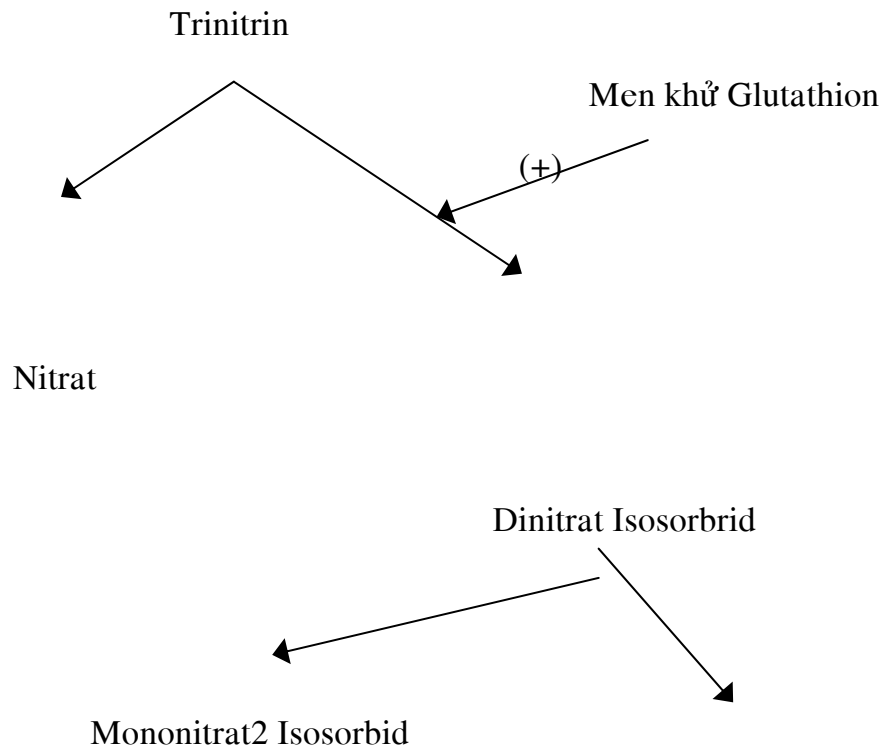 Trinitrin
Men khử Glutathion
(+)
Nitrat
Dinitrat Isosorbrid
Mononitrat2 Isosorbid